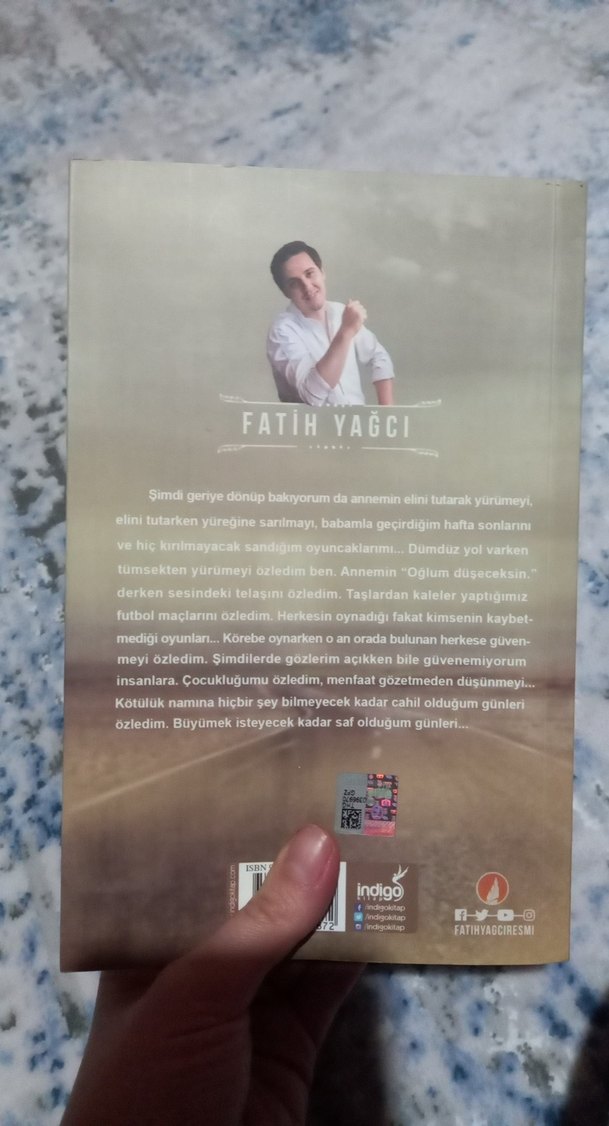 FATİH YAĞCI
Şimdi geriye dönüp bakıyorum da annemin elini tutarak yürümeyi,
elini tutarken yüreğine sarılmayı, babamla geçirdiğim hafta sonlarını
ve hiç kırılmayacak sandığım oyuncaklarımı... Dümdüz yol varken
tümsekten yürümeyi özledim ben. Annemin “Oğlum düşeceksin.”
derken sesindeki telaşını özledim. Taşlardan kaleler yaptığımız
futbol maçlarını özledim. Herkesin oynadığı fakat kimsenin kaybet-
mediği oyunları... Körebe oynarken o an orada bulunan herkese güven-
meyi özledim. Şimdilerde gözlerim açıkken bile güvenemiyorum
insanlara. Çocukluğumu özledim, menfaat gözetmeden düşünmeyi...
Kötülük namına hiçbir şey bilmeyecek kadar cahil olduğum günleri
özledim. Büyümek isteyecek kadar saf olduğum günleri...
ISBN
indigokitap.com
indigo
kitap
/indigokitap
/indigokitap
/indigokitap
FATIHYAGCIRESMI